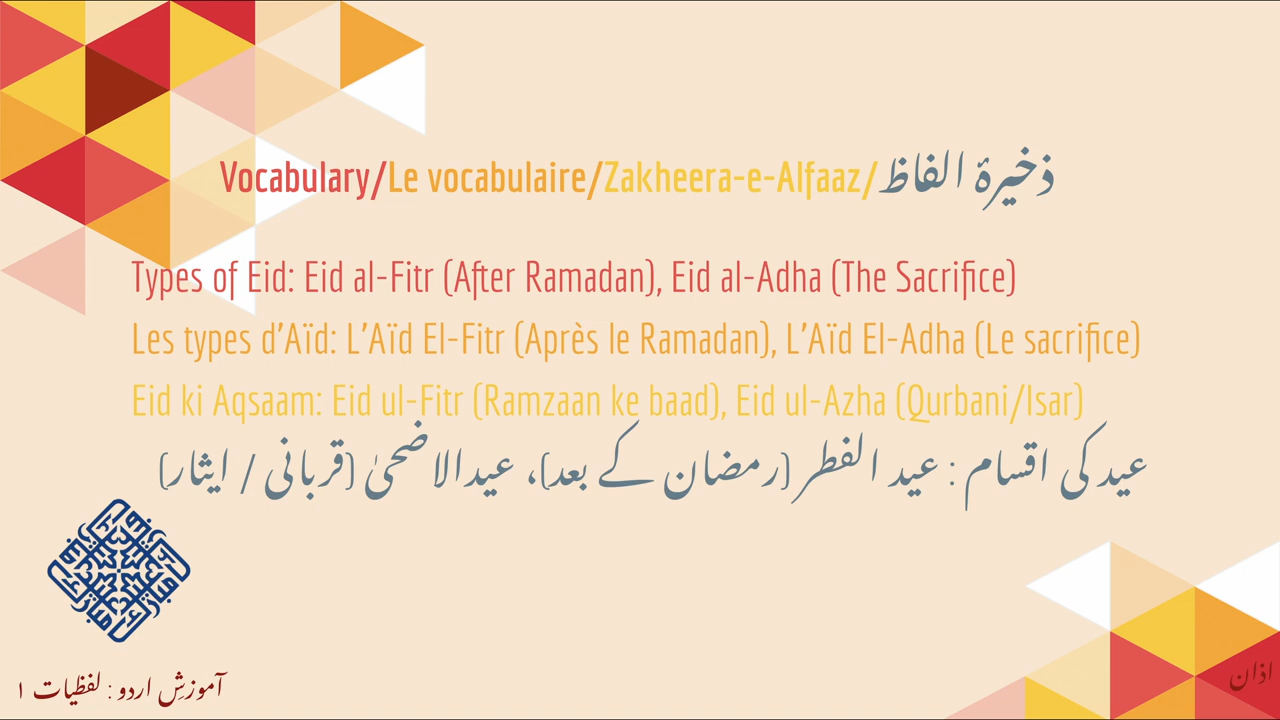 Vocabulary/Le vocabulaire/Zakheera-e-Alfaaz/ذخیرۂ الفاظ
Types of Eid: Eid al-Fitr (After Ramadan), Eid al-Adha (The Sacrifice)
Les types d'Aïd: L'Aïd El-Fitr (Après le Ramadan), L'Aïd El-Adha (Le sacrifice)
Eid ki Aqsaam: Eid ul-Fitr (Ramzaan ke baad), Eid ul-Azha (Qurbani/Isar)
عید کی اقسام : عید الفطر (رمضان کے بعد)، عیدالاضحیٰ (قربانی / ایثار)
آموزشِ اردو : لفظیات ۱
اذان